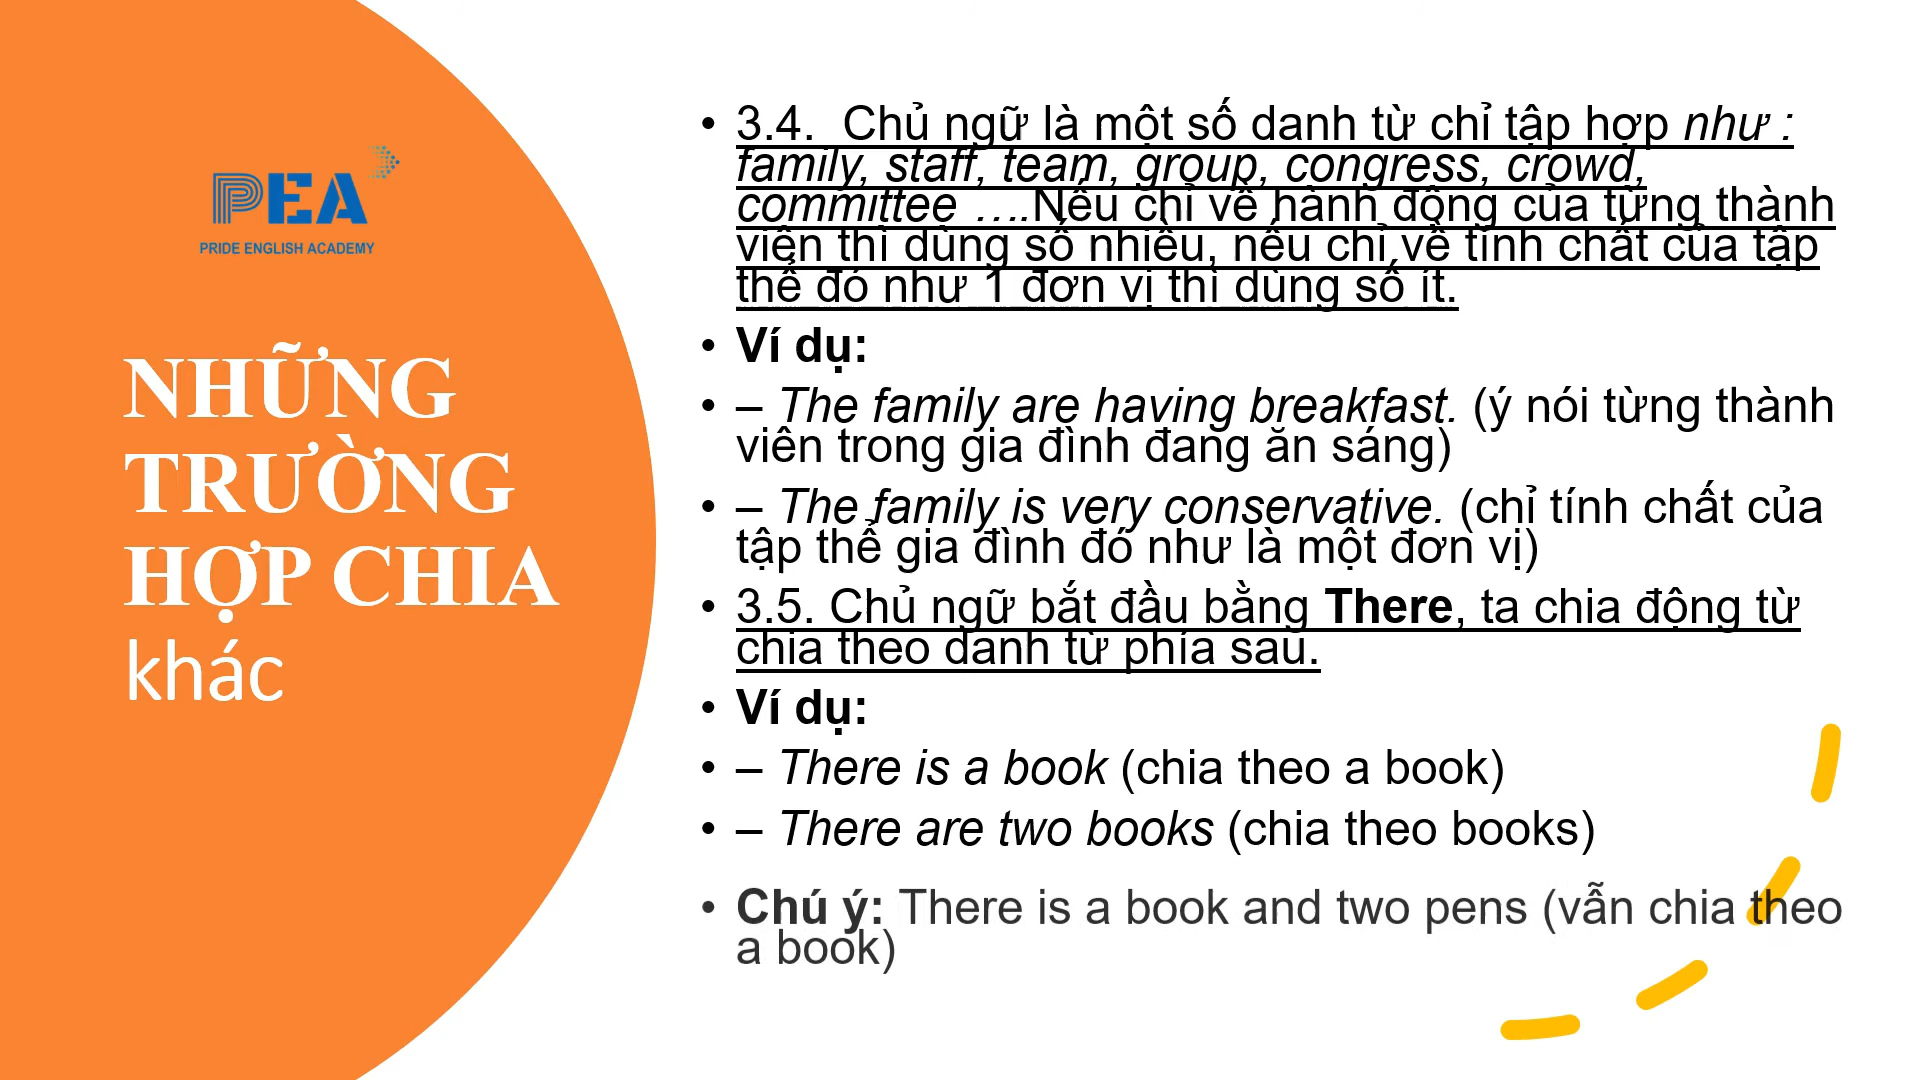 PEA
PRIDE ENGLISH ACADEMY
NHỮNG
TRƯỜNG
HỢP CHIA
khác
• 3.4. Chủ ngữ là một số danh từ chỉ tập hợp như :
family, staff, team, group, congress, crowd,
committee ….Nếu chỉ về hành động của từng thành
viên thì dùng số nhiều, nếu chỉ về tính chất của tập
thể đó như 1 đơn vị thì dùng số ít.
• Ví dụ:
• – The family are having breakfast. (ý nói từng thành
viên trong gia đình đang ăn sáng)
• – The family is very conservative. (chỉ tính chất của
tập thể gia đình đó như là một đơn vị)
• 3.5. Chủ ngữ bắt đầu bằng There, ta chia động từ
chia theo danh từ phía sau.
• Ví dụ:
• – There is a book (chia theo a book)
• – There are two books (chia theo books)
• Chú ý: There is a book and two pens (vẫn chia theo
a book)